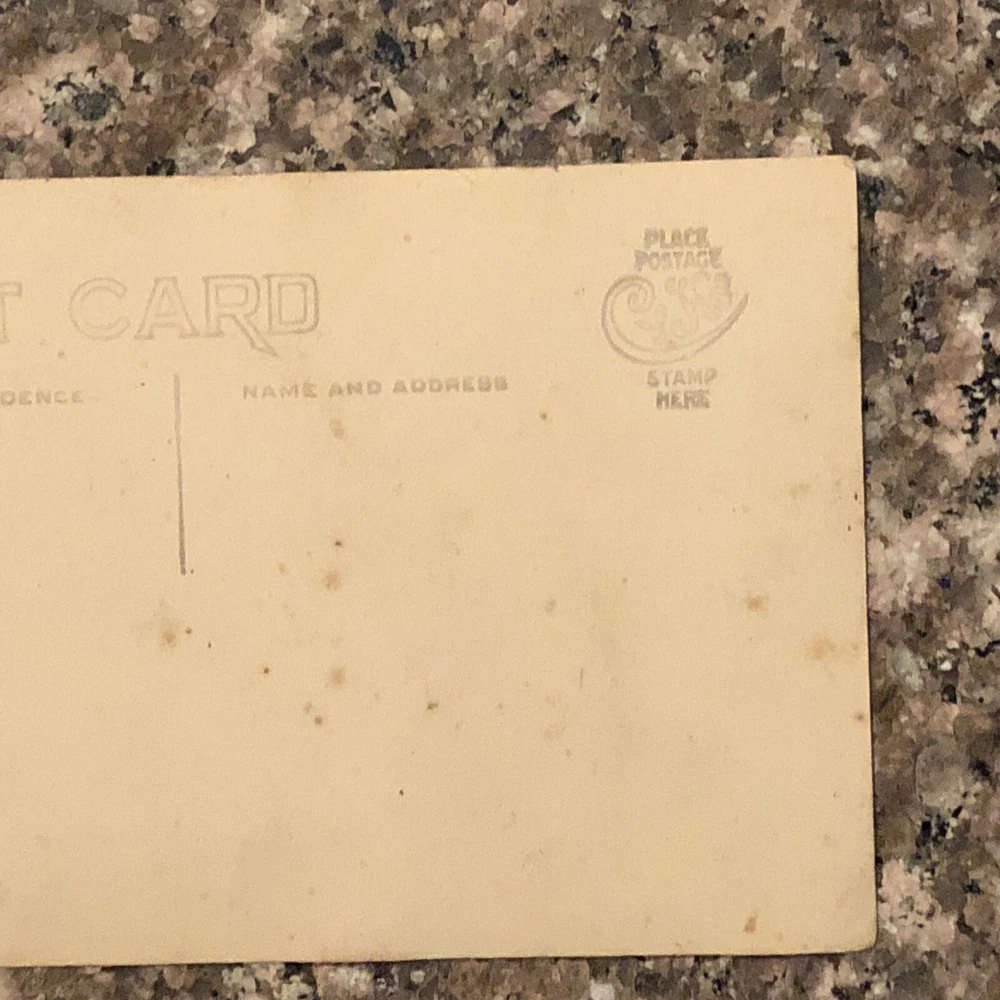 PLACE
POSTAGE
T CARD
STAMP
HERE
DENCE
NAME AND ADDRESS